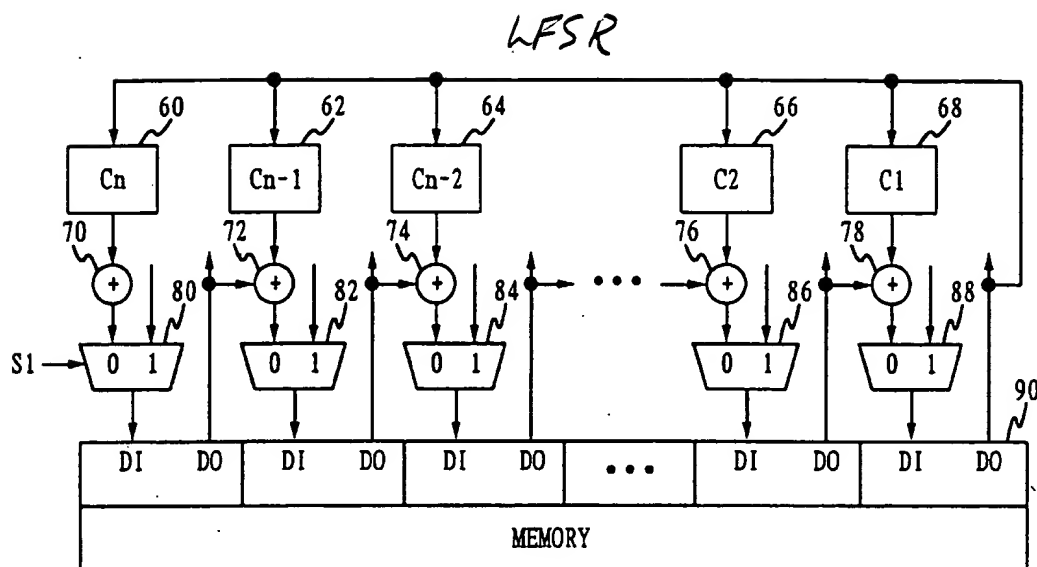 LFSR
60 62 64 66 68
Cn Cn-1 Cn-2 C2 C1
70 72 74 76 78
+ + + + +
80 82 84 86 88
S1 0 1 0 1 0 1 0 1 0 1
90
DI DO DI DO DI DO DI DO DI DO
MEMORY